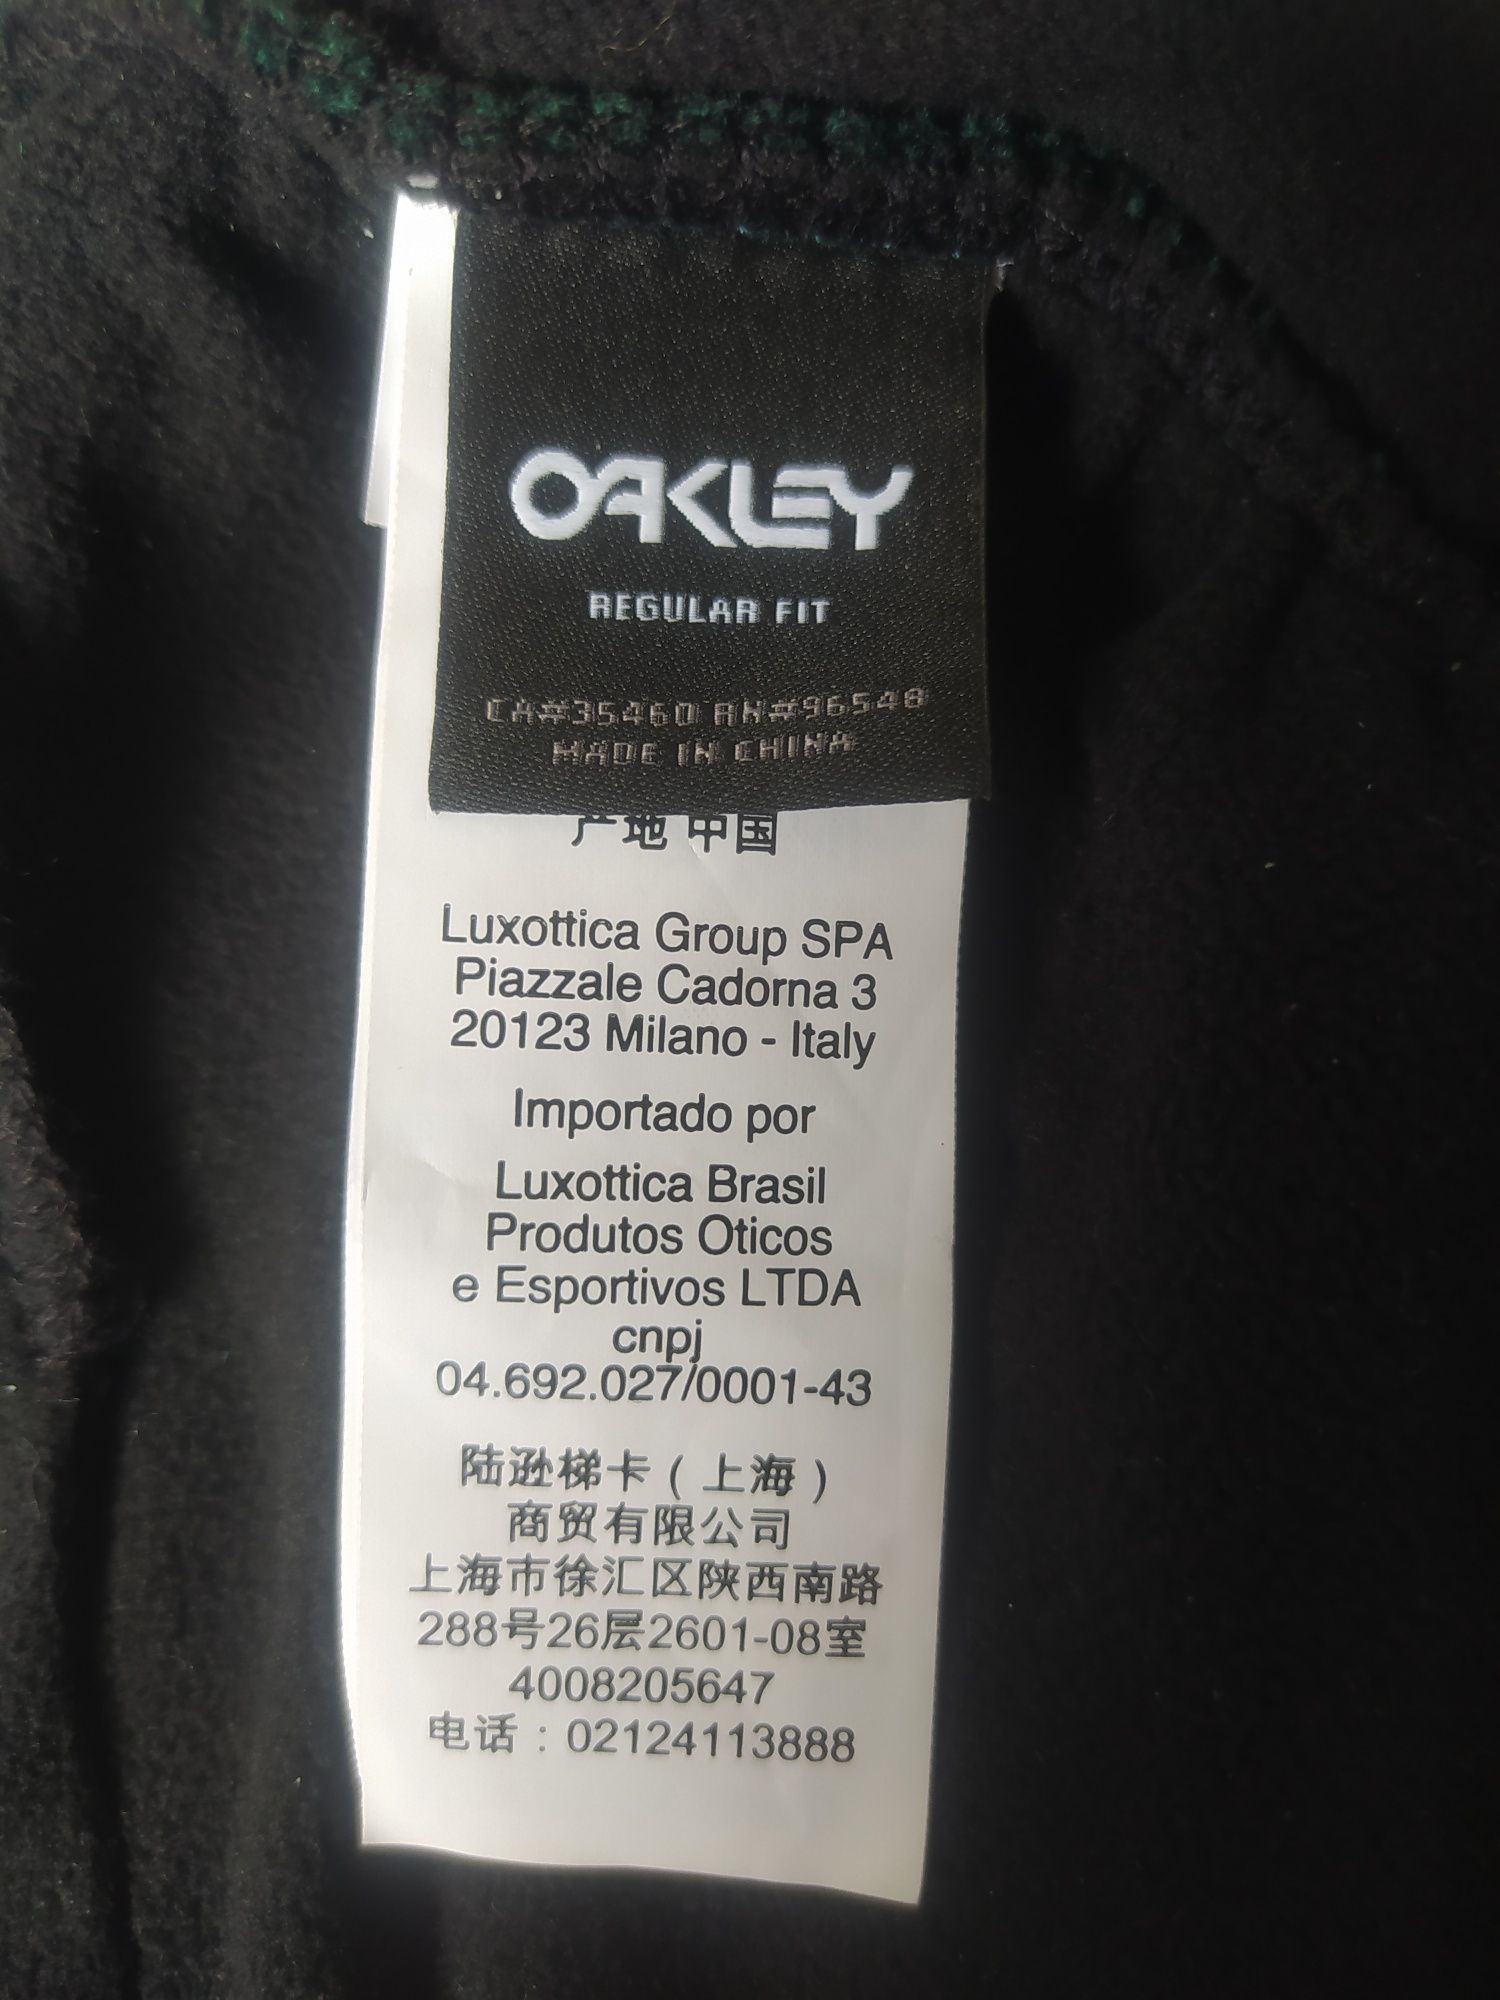 OAKLEY
REGULAR FIT
CA#35460 RN#96548
MADE IN CHINA
产地 中国
Luxottica Group SPA
Piazzale Cadorna 3
20123 Milano - Italy
Importado por
Luxottica Brasil
Produtos Oticos
e Esportivos LTDA
cnpj
04.692.027/0001-43
陆逊梯卡（上海）
商贸有限公司
上海市徐汇区陕西南路
288号26层2601-08室
4008205647
电话：02124113888